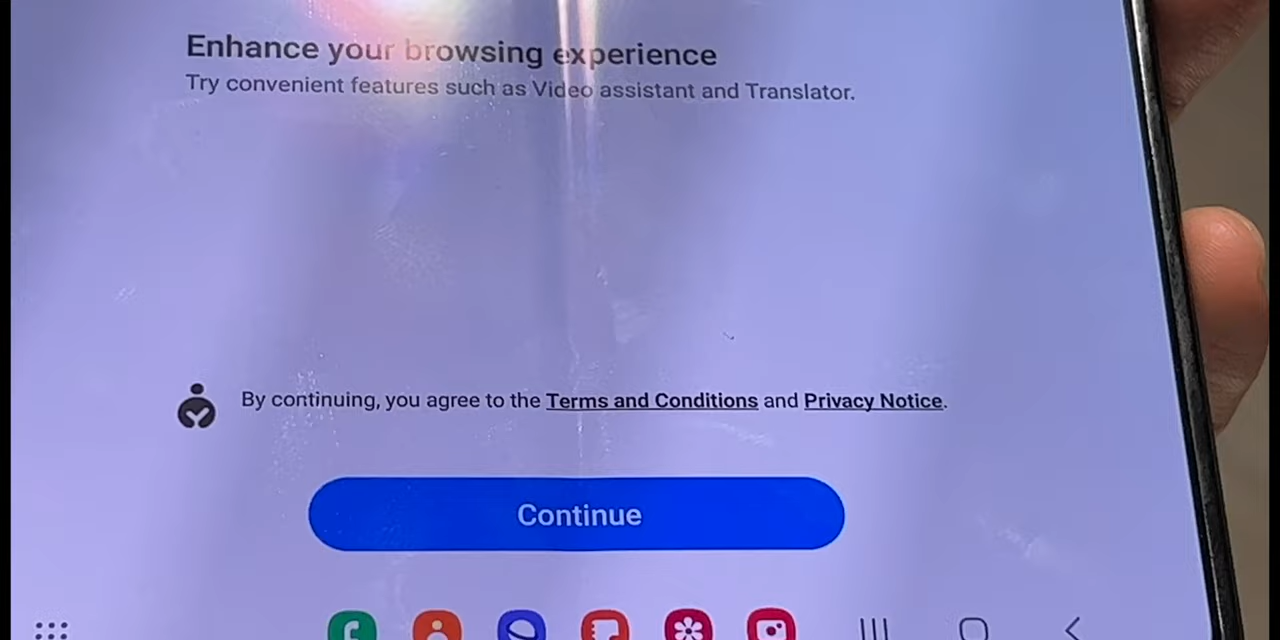 Enhance your browsing experience
Try convenient features such as Video assistant and Translator.
By continuing, you agree to the Terms and Conditions and Privacy Notice.
Continue